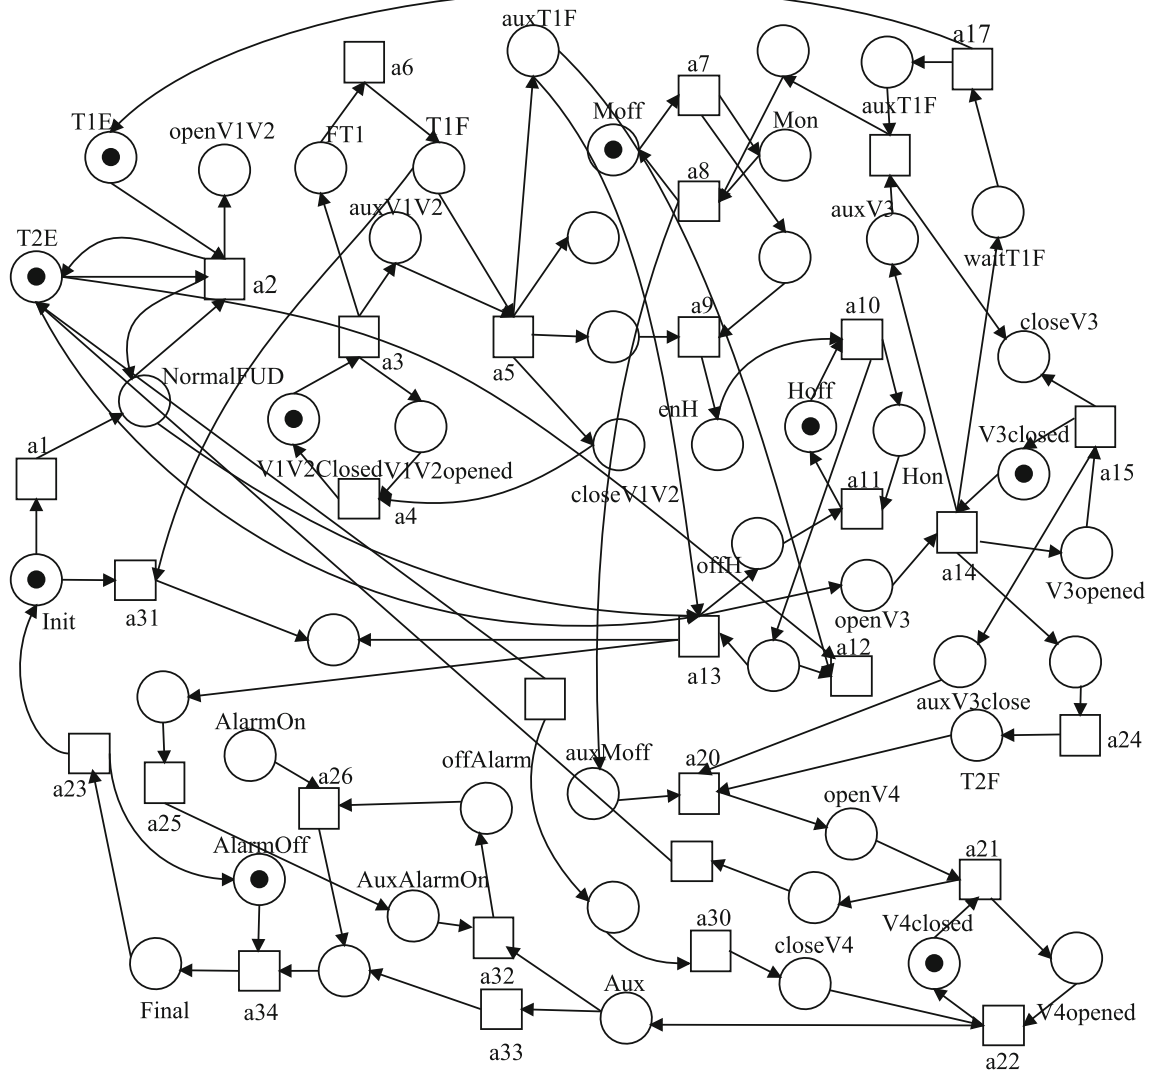 auxT1F
a17
a6
a7
T1E
openV1V2
FT1
T1F
Moff
Mon
auxT1F
a8
auxV1V2
auxV3
T2E
a2
waitT1F
a9
a10
closeV3
a3
a5
NormalFUD
Hoff
enH
a1
V1V2Closed
V1V2opened
V3closed
a15
Hon
a11
closeV1V2
a4
offH
a14
V3opened
Init
a31
openV3
a13
a12
auxV3close
AlarmOn
offAlarm
auxMoff
a20
T2F
a24
a23
a26
openV4
a25
AlarmOff
a21
AuxAlarmOn
a30
V4closed
closeV4
a32
Aux
Final
a34
V4opened
a33
a22